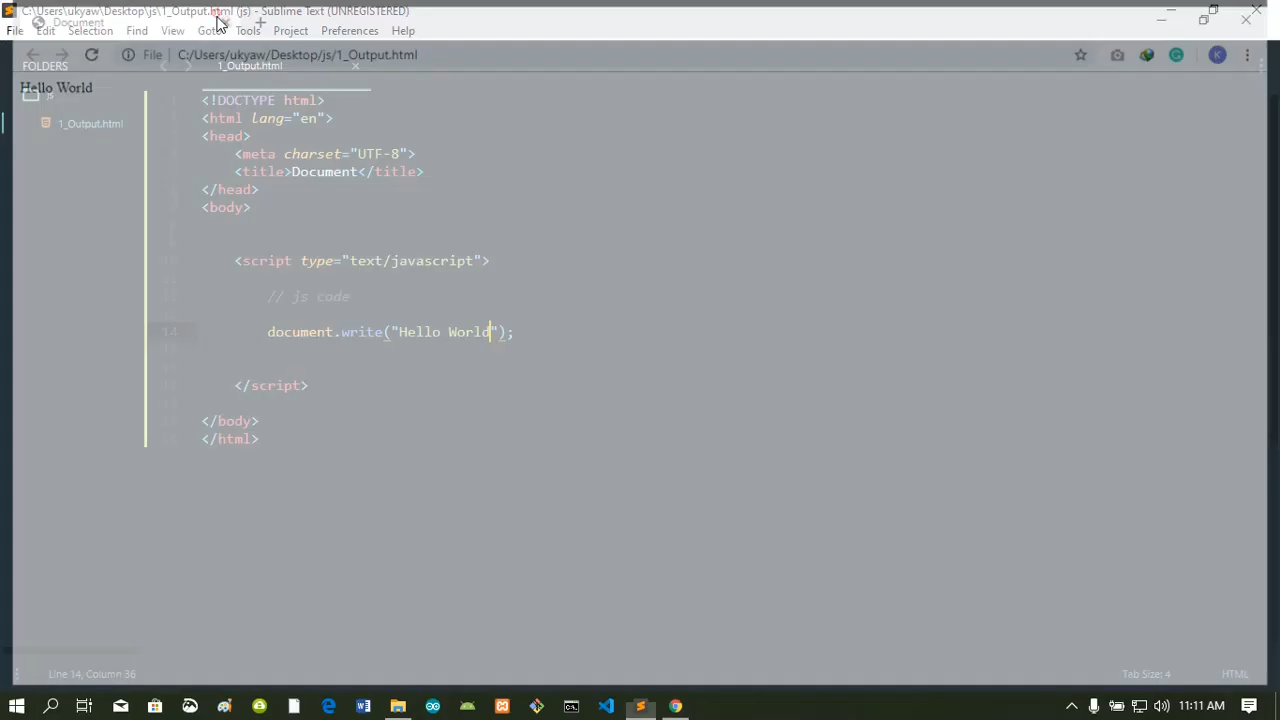 C:\Users\ukyaw\Desktop\js\1_Output.html (js) - Sublime Text (UNREGISTERED)
Document
File Edit Selection Find View Goto Tools Project Preferences Help
File C:/Users/ukyaw/Desktop/js/1_Output.html
K
FOLDERS
1_Output.html
Hello World
js
1_Output.html
<!DOCTYPE html>
<html lang="en">
<head>
<meta charset="UTF-8">
<title>Document</title>
</head>
<body>
<script type="text/javascript">
// js code
14 document.write("Hello World");
</script>
</body>
</html>
Line 14, Column 36
Tab Size: 4
HTML
11:11 AM